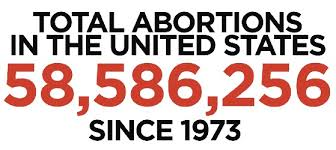 TOTAL ABORTIONS
IN THE UNITED STATES
58,586,256
SINCE 1973